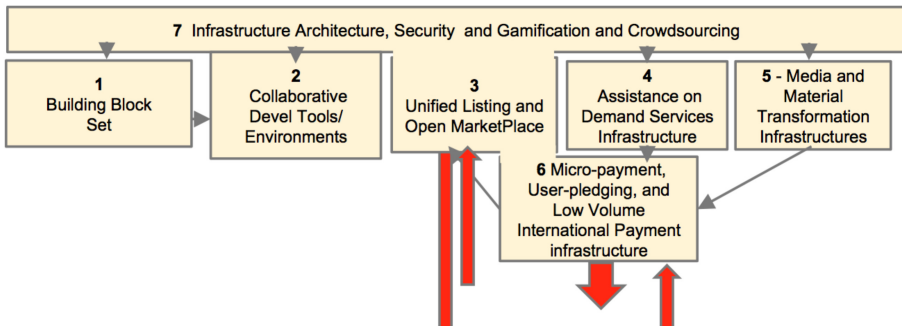 7 Infrastructure Architecture, Security and Gamification and Crowdsourcing
1
Building Block
Set
2
Collaborative
Devel Tools/
Environments
3
Unified Listing and
Open MarketPlace
4
Assistance on
Demand Services
Infrastructure
5 - Media and
Material
Transformation
Infrastructures
6 Micro-payment,
User-pledging, and
Low Volume
International Payment
infrastructure